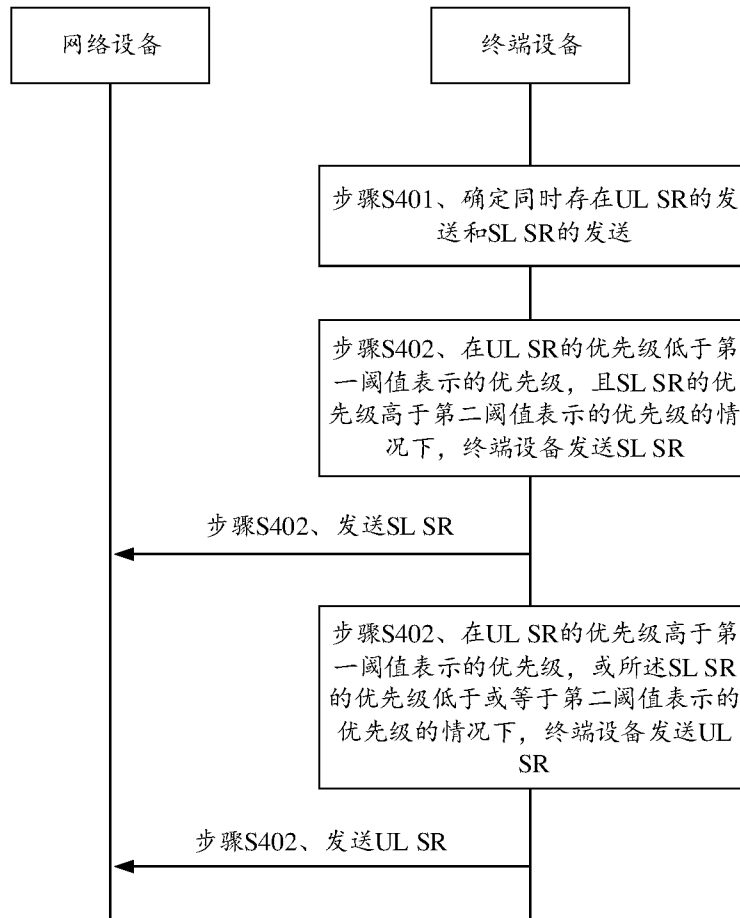 网络设备
终端设备
步骤S401、确定同时存在UL SR的发
送和SL SR的发送
步骤S402、在UL SR的优先级低于第
一阈值表示的优先级，且SL SR的优
先级高于第二阈值表示的优先级的情
况下，终端设备发送SL SR
步骤S402、发送SL SR
步骤S402、在UL SR的优先级高于第
一阈值表示的优先级，或所述SL SR
的优先级低于或等于第二阈值表示的
优先级的情况下，终端设备发送UL
SR
步骤S402、发送UL SR